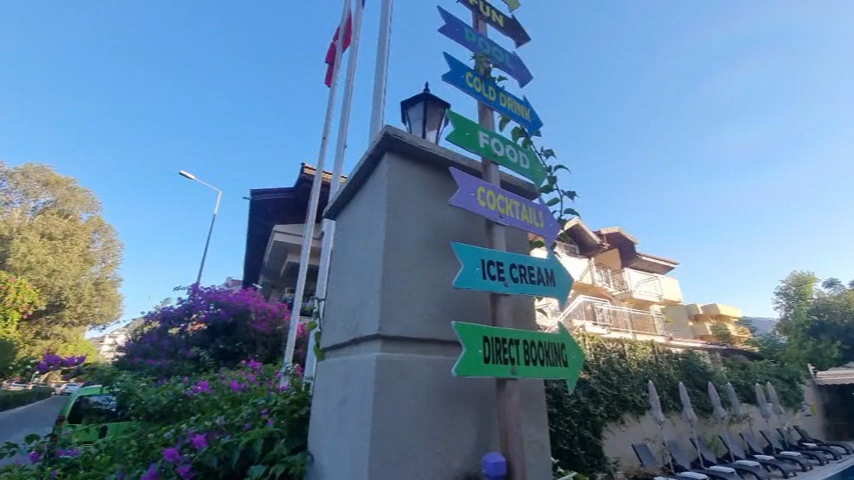 FUN
POOL
COLD DRINK
FOOD
COCKTAILS
ICE CREAM
DIRECT BOOKING